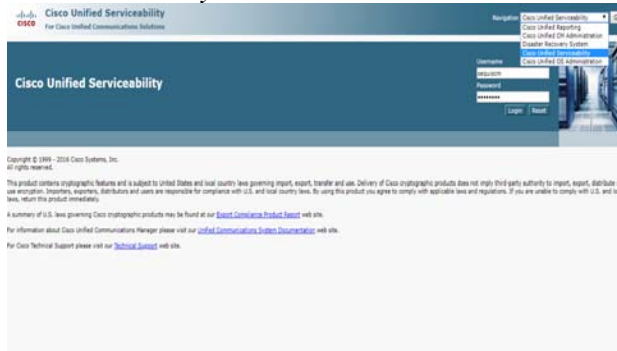 Cisco Unified Serviceability
CISCO For Cisco Unified Communications Solutions
Navigation Cisco Unified Serviceability
Cisco Unified Reporting
Cisco Unified CM Administration
Disaster Recovery System
Cisco Unified Serviceability
Cisco Unified OS Administration
Cisco Unified Serviceability
Username
Password
Login Reset
Copyright © 1999 - 2016 Cisco Systems, Inc.
All rights reserved.
This product contains cryptographic features and is subject to United States and local country laws governing import, export, transfer and use. Delivery of Cisco cryptographic products does not imply third-party authority to import, export, distribute
use encryption. Importers, exporters, distributors and users are responsible for compliance with U.S. and local country laws. By using this product you agree to comply with applicable laws and regulations. If you are unable to comply with U.S. and lo
laws, return this product immediately.
A summary of U.S. laws governing Cisco cryptographic products may be found at our Export Compliance Product Report web site.
For information about Cisco Unified Communications Manager please visit our Unified Communications System Documentation web site.
For Cisco Technical Support please visit our Technical Support web site.